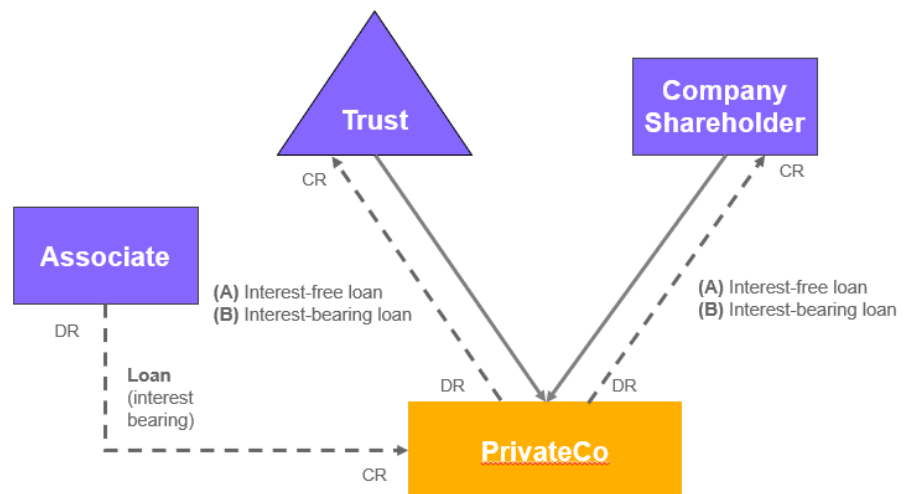 Trust
Company
Shareholder
CR
CR
Associate
(A) Interest-free loan
(B) Interest-bearing loan
(A) Interest-free loan
(B) Interest-bearing loan
DR
Loan
(interest
bearing)
DR
DR
PrivateCo
CR